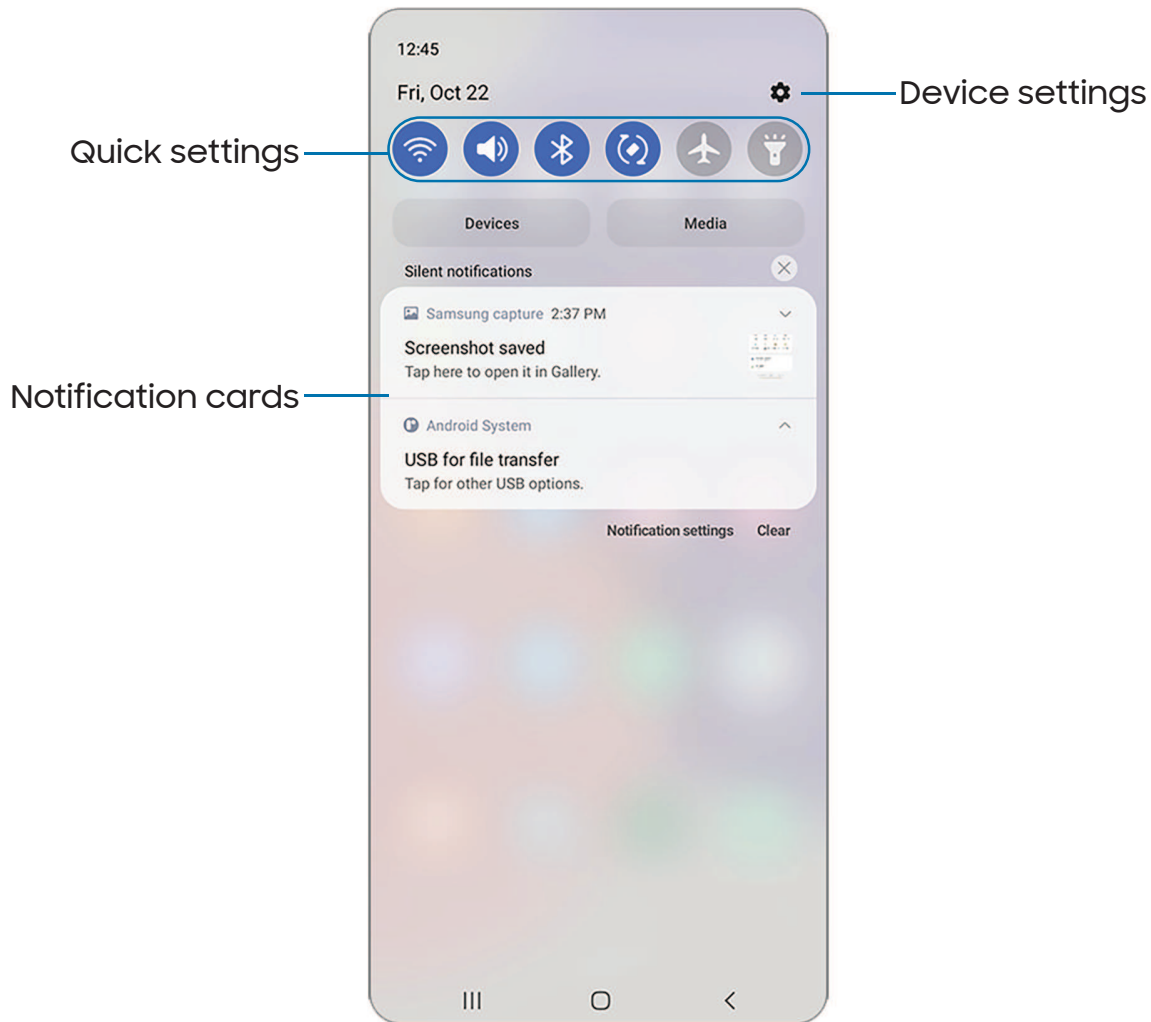 12:45
Fri, Oct 22
Device settings
Quick settings
Devices Media
Silent notifications
Samsung capture 2:37 PM
Screenshot saved
Tap here to open it in Gallery.
Notification cards
Android System
USB for file transfer
Tap for other USB options.
Notification settings Clear